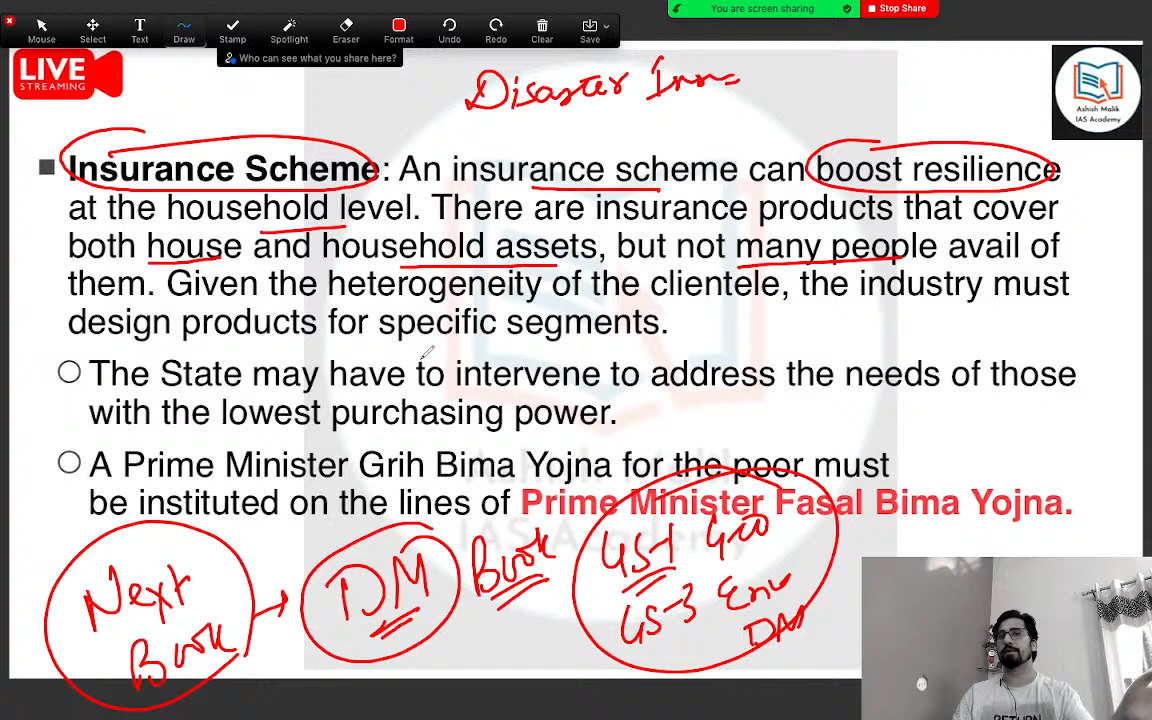 You are screen sharing
Stop Share
Mouse
Select
Text
Draw
Stamp
Spotlight
Eraser
Format
Undo
Redo
Clear
Save
Who can see what you share here?
LIVE
STREAMING
Disaster
Ashish Malik
IAS Academy
Insurance Scheme: An insurance scheme can boost resilience
at the household level. There are insurance products that cover
both house and household assets, but not many people avail of
them. Given the heterogeneity of the clientele, the industry must
design products for specific segments.
The State may have to intervene to address the needs of those
with the lowest purchasing power.
A Prime Minister Grih Bima Yojna for the poor must
be instituted on the lines of Prime Minister Fasal Bima Yojna.
Ashish Malik
IAS Academy
Next
Book
DM
Book
GS-1 Geo
GS-3 Env
RETURN